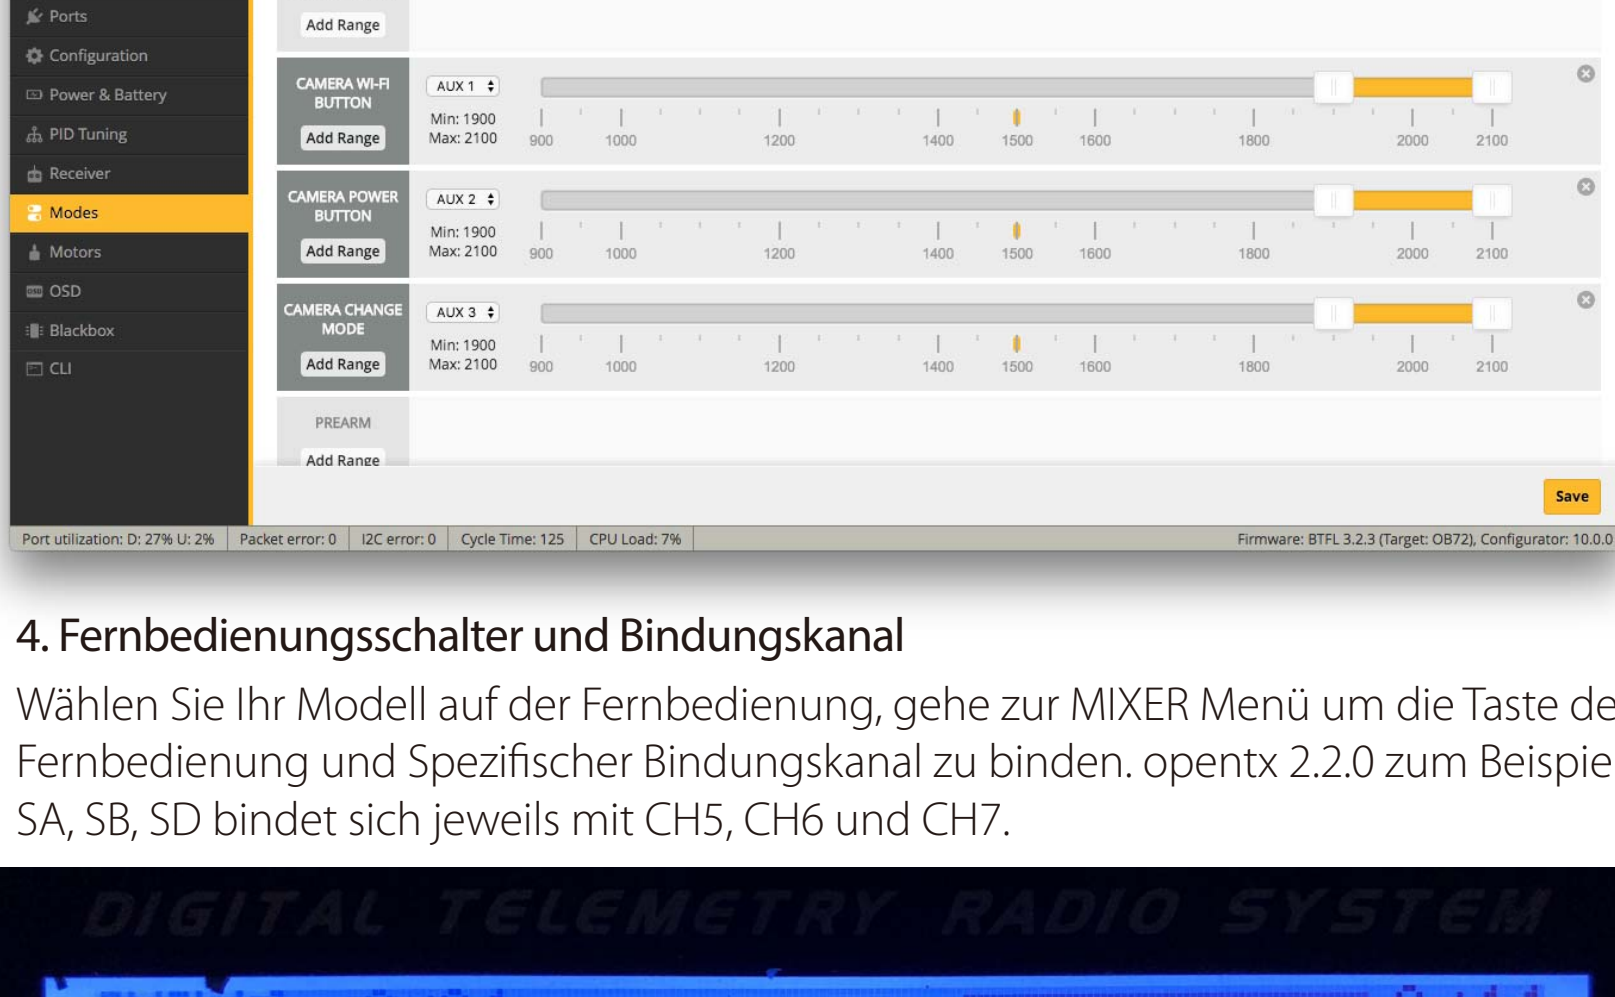 Ports
Add Range
Configuration
Power & Battery
PID Tuning
Receiver
Modes
Motors
OSD
Blackbox
CLI
CAMERA WI-FI
BUTTON
Add Range
AUX 1
Min: 1900
Max: 2100
900 1000 1200 1400 1500 1600 1800 2000 2100
CAMERA POWER
BUTTON
Add Range
AUX 2
Min: 1900
Max: 2100
900 1000 1200 1400 1500 1600 1800 2000 2100
CAMERA CHANGE
MODE
Add Range
AUX 3
Min: 1900
Max: 2100
900 1000 1200 1400 1500 1600 1800 2000 2100
PREARM
Add Range
Save
Port utilization: D: 27% U: 2% Packet error: 0 I2C error: 0 Cycle Time: 125 CPU Load: 7% Firmware: BTFL 3.2.3 (Target: OB72), Configurator: 10.0.0
4. Fernbedienungsschalter und Bindungskanal
Wählen Sie Ihr Modell auf der Fernbedienung, gehe zur MIXER Menü um die Taste de
Fernbedienung und Spezifischer Bindungskanal zu binden. opentx 2.2.0 zum Beispie
SA, SB, SD bindet sich jeweils mit CH5, CH6 und CH7.
DIGITAL TELEMETRY RADIO SYSTEM